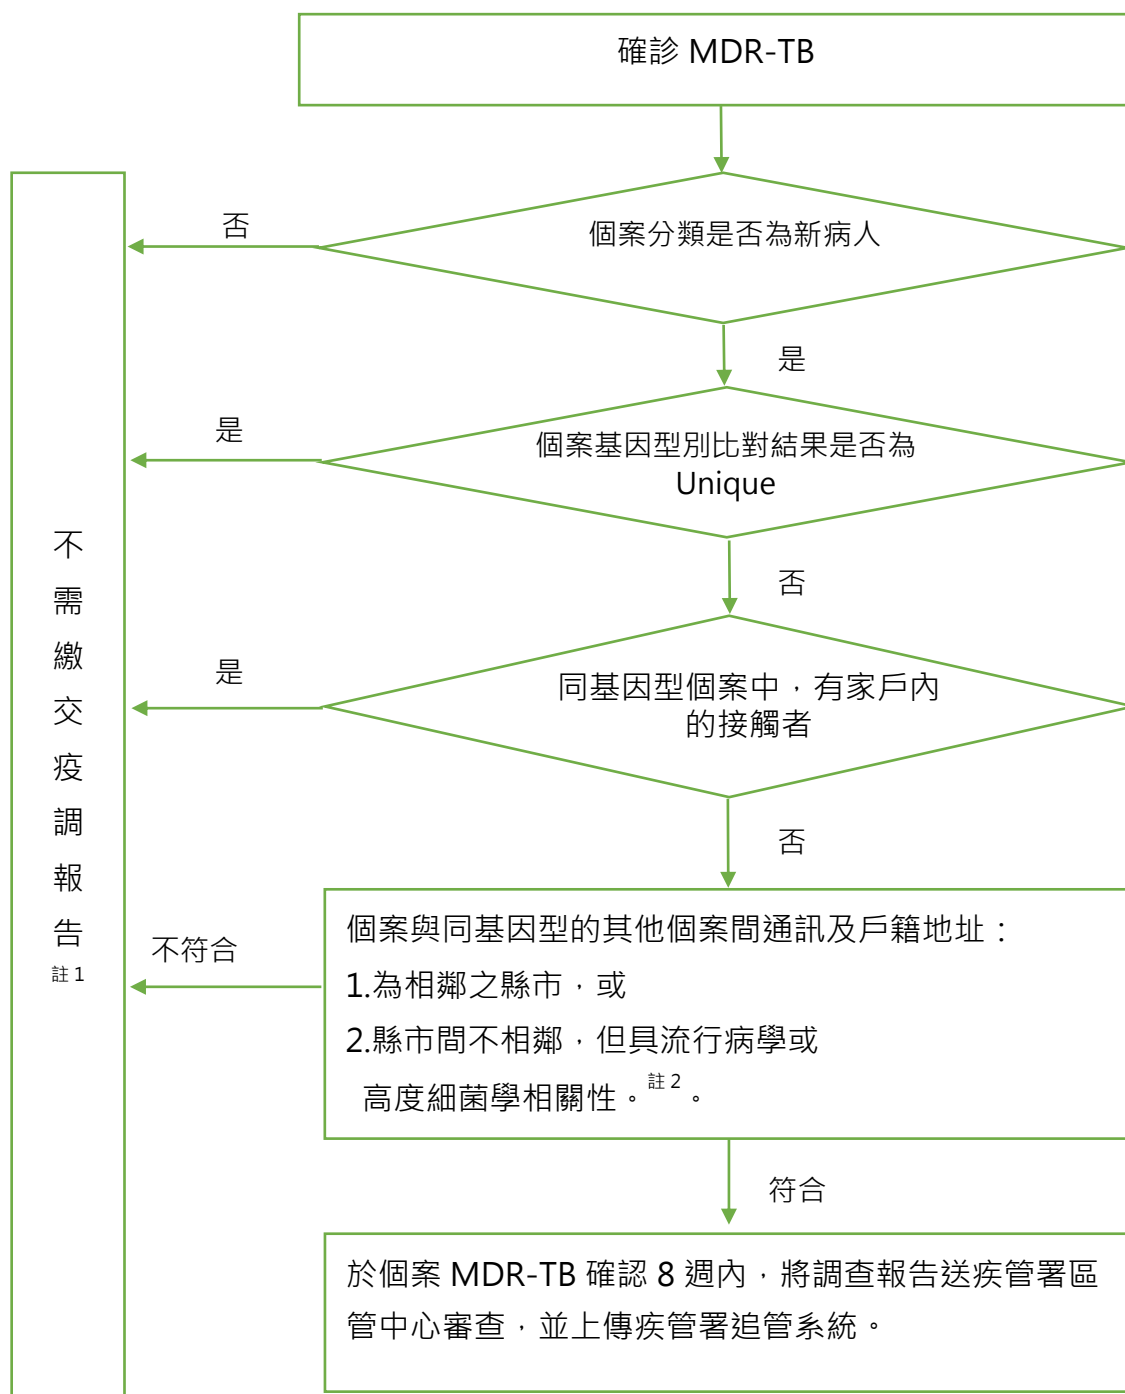 確診 MDR-TB
個案分類是否為新病人
否
是
個案基因型別比對結果是否為
Unique
是
否
同基因型個案中，有家戶內
的接觸者
是
否
個案與同基因型的其他個案間通訊及戶籍地址：
1.為相鄰之縣市，或
2.縣市間不相鄰，但具流行病學或
高度細菌學相關性。註2。
不符合
符合
於個案 MDR-TB 確認 8 週內，將調查報告送疾管署區
管中心審查，並上傳疾管署追管系統。
不
需
繳
交
疫
調
報
告
註1